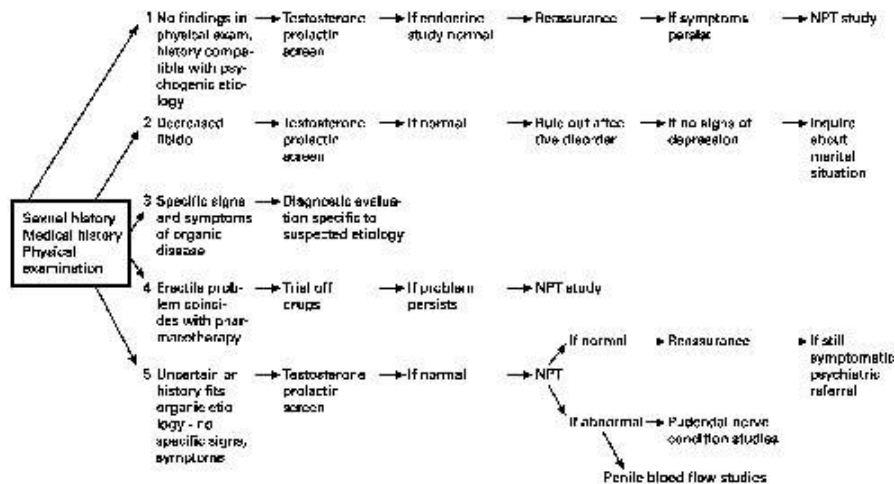 Sexual history
Medical history
Physical
examination
1 No findings in
physical exam,
history compa-
tible with psy-
chogenic etio-
logy
Testosterone
prolactin
screen
If endocrine
study normal
Reassurance
If symptoms
persist
NPT study
2 Decreased
libido
Testosterone
prolactin
screen
If normal
Rule out affec-
tive disorder
If no signs of
depression
Inquire
about
marital
situation
3 Specific signs
and symptoms
of organic
disease
Diagnostic evalua-
tion specific to
suspected etiology
4 Erectile prob-
lem coinci-
des with phar-
macotherapy
Trial off
drugs
If problem
persists
NPT study
5 Uncertain or
history fits
organic etio-
logy - no
specific signs,
symptoms
Testosterone
prolactin
screen
If normal
NPT
If normal
Reassurance
If still
symptomatic
psychiatric
referral
If abnormal
Pudendal nerve
condition studies
Penile blood flow studies